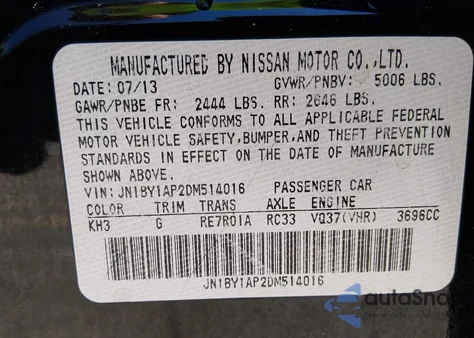 MANUFACTURED BY NISSAN MOTOR CO.,LTD.
DATE: 07/13 GVWR/PNBV: 5006 LBS.
GAWR/PNBE FR: 2444 LBS. RR: 2646 LBS.
THIS VEHICLE CONFORMS TO ALL APPLICABLE FEDERAL
MOTOR VEHICLE SAFETY,BUMPER,AND THEFT PREVENTION
STANDARDS IN EFFECT ON THE DATE OF MANUFACTURE
SHOWN ABOVE.
VIN: JN1BY1AP2DM514016 PASSENGER CAR
COLOR TRIM TRANS AXLE ENGINE
KH3 G RE7R01A RC33 VQ37(VHR) 3696CC
JN1BY1AP2DM514016